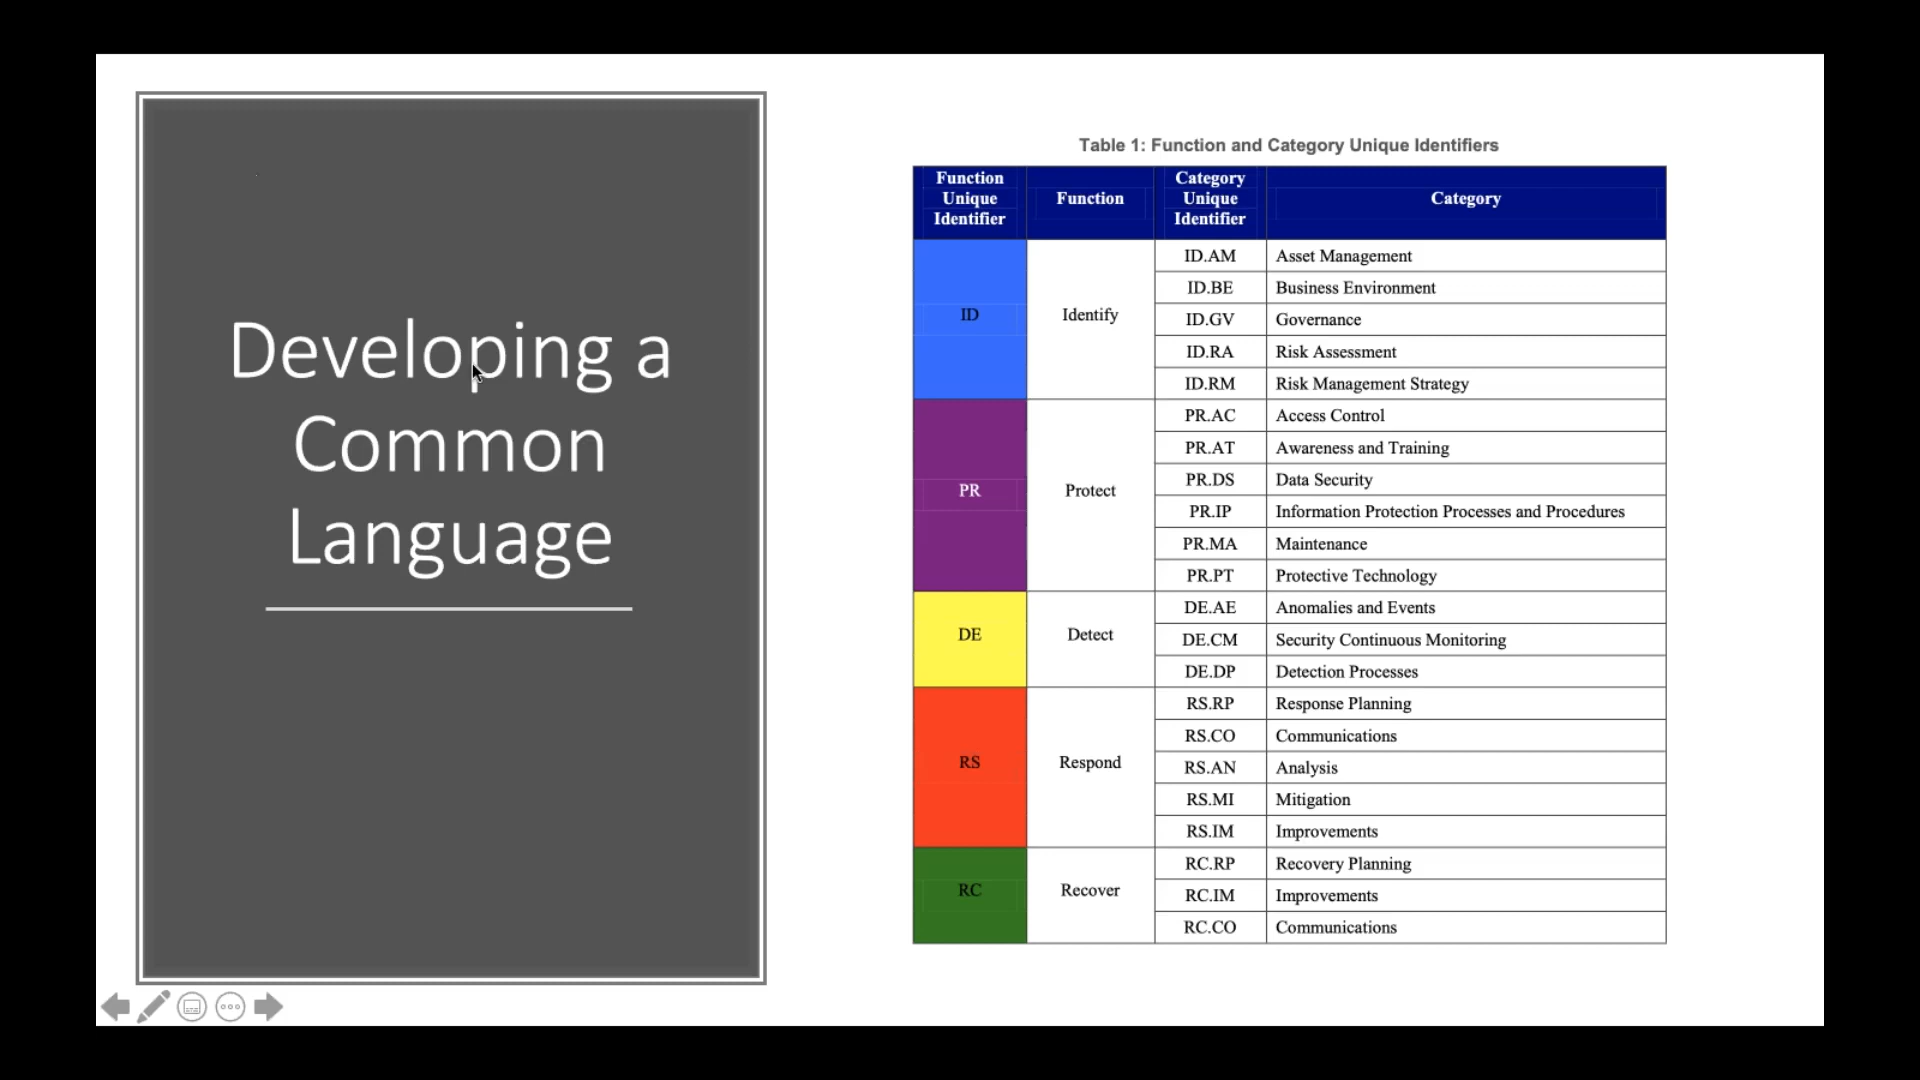 Developing a
Common
Language
Table 1: Function and Category Unique Identifiers
Function Unique Identifier Function Category Unique Identifier Category
ID Identify ID.AM Asset Management
ID.BE Business Environment
ID.GV Governance
ID.RA Risk Assessment
ID.RM Risk Management Strategy
PR Protect PR.AC Access Control
PR.AT Awareness and Training
PR.DS Data Security
PR.IP Information Protection Processes and Procedures
PR.MA Maintenance
PR.PT Protective Technology
DE Detect DE.AE Anomalies and Events
DE.CM Security Continuous Monitoring
DE.DP Detection Processes
RS Respond RS.RP Response Planning
RS.CO Communications
RS.AN Analysis
RS.MI Mitigation
RS.IM Improvements
RC Recover RC.RP Recovery Planning
RC.IM Improvements
RC.CO Communications